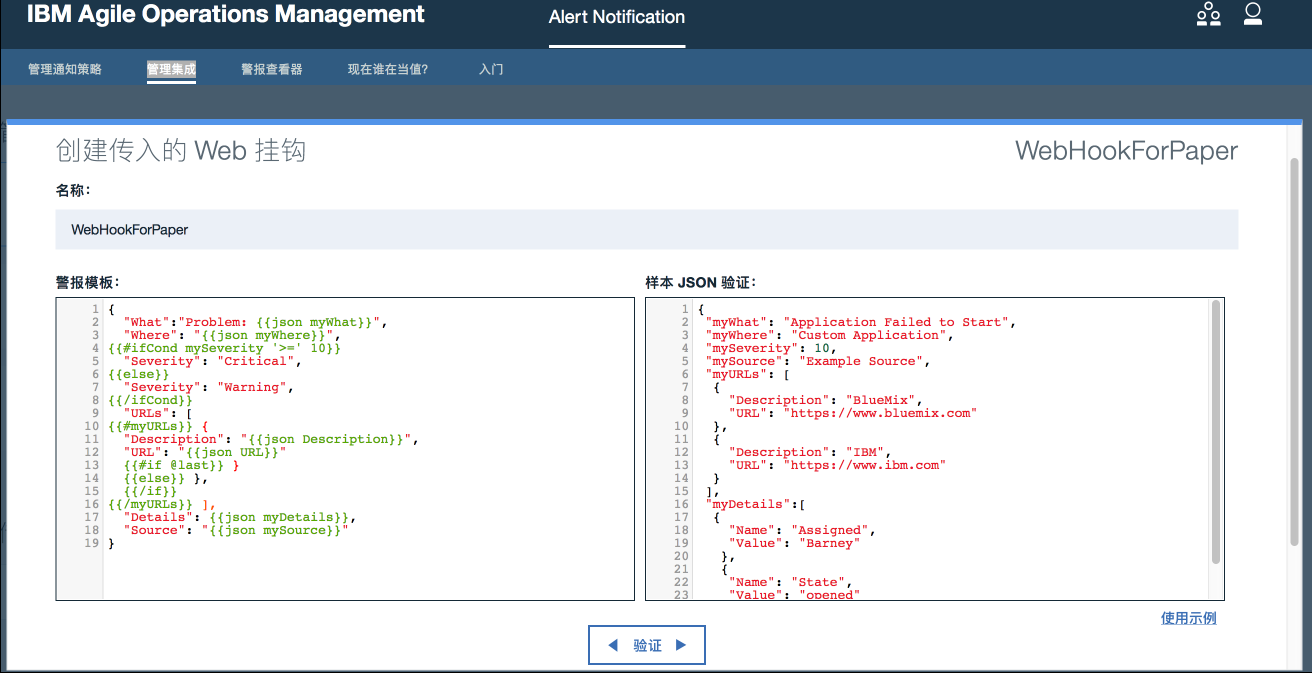 IBM Agile Operations Management
Alert Notification
管理通知策略 管理集成 警报查看器 现在谁在当值? 入门
创建传入的 Web 挂钩
WebHookForPaper
名称:
WebHookForPaper
警报模板:
1 {
2 "What":"Problem: {{json myWhat}}",
3 "Where": "{{json myWhere}}",
4 {{#ifCond mySeverity '>=' 10}}
5 "Severity": "Critical",
6 {{else}}
7 "Severity": "Warning",
8 {{/ifCond}}
9 "URLs": [
10 {{#myURLs}} {
11 "Description": "{{json Description}}",
12 "URL": "{{json URL}}"
13 {{#if @last}} }
14 {{else}} },
15 {{/if}}
16 {{/myURLs}} ],
17 "Details": {{json myDetails}},
18 "Source": "{{json mySource}}"
19 }
样本 JSON 验证:
1 {
2 "myWhat": "Application Failed to Start",
3 "myWhere": "Custom Application",
4 "mySeverity": 10,
5 "mySource": "Example Source",
6 "myURLs": [
7 {
8 "Description": "BlueMix",
9 "URL": "https://www.bluemix.com"
10 },
11 {
12 "Description": "IBM",
13 "URL": "https://www.ibm.com"
14 }
15 ],
16 "myDetails":[
17 {
18 "Name": "Assigned",
19 "Value": "Barney"
20 },
21 {
22 "Name": "State",
23 "Value": "opened"
使用示例
验证